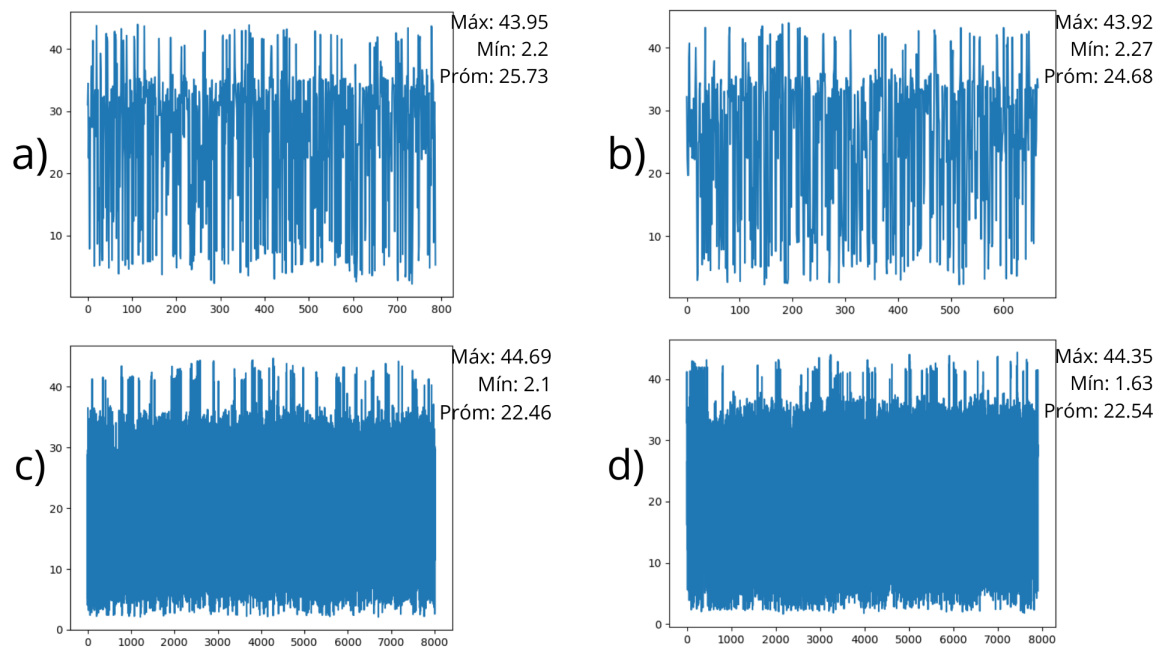 Máx: 43.95
Mín: 2.2
Próm: 25.73
a)
40
30
20
10
0 100 200 300 400 500 600 700 800
Máx: 43.92
Mín: 2.27
Próm: 24.68
b)
40
30
20
10
0 100 200 300 400 500 600
Máx: 44.69
Mín: 2.1
Próm: 22.46
c)
40
30
20
10
0
0 1000 2000 3000 4000 5000 6000 7000 8000
Máx: 44.35
Mín: 1.63
Próm: 22.54
d)
40
30
20
10
0
0 1000 2000 3000 4000 5000 6000 7000 8000